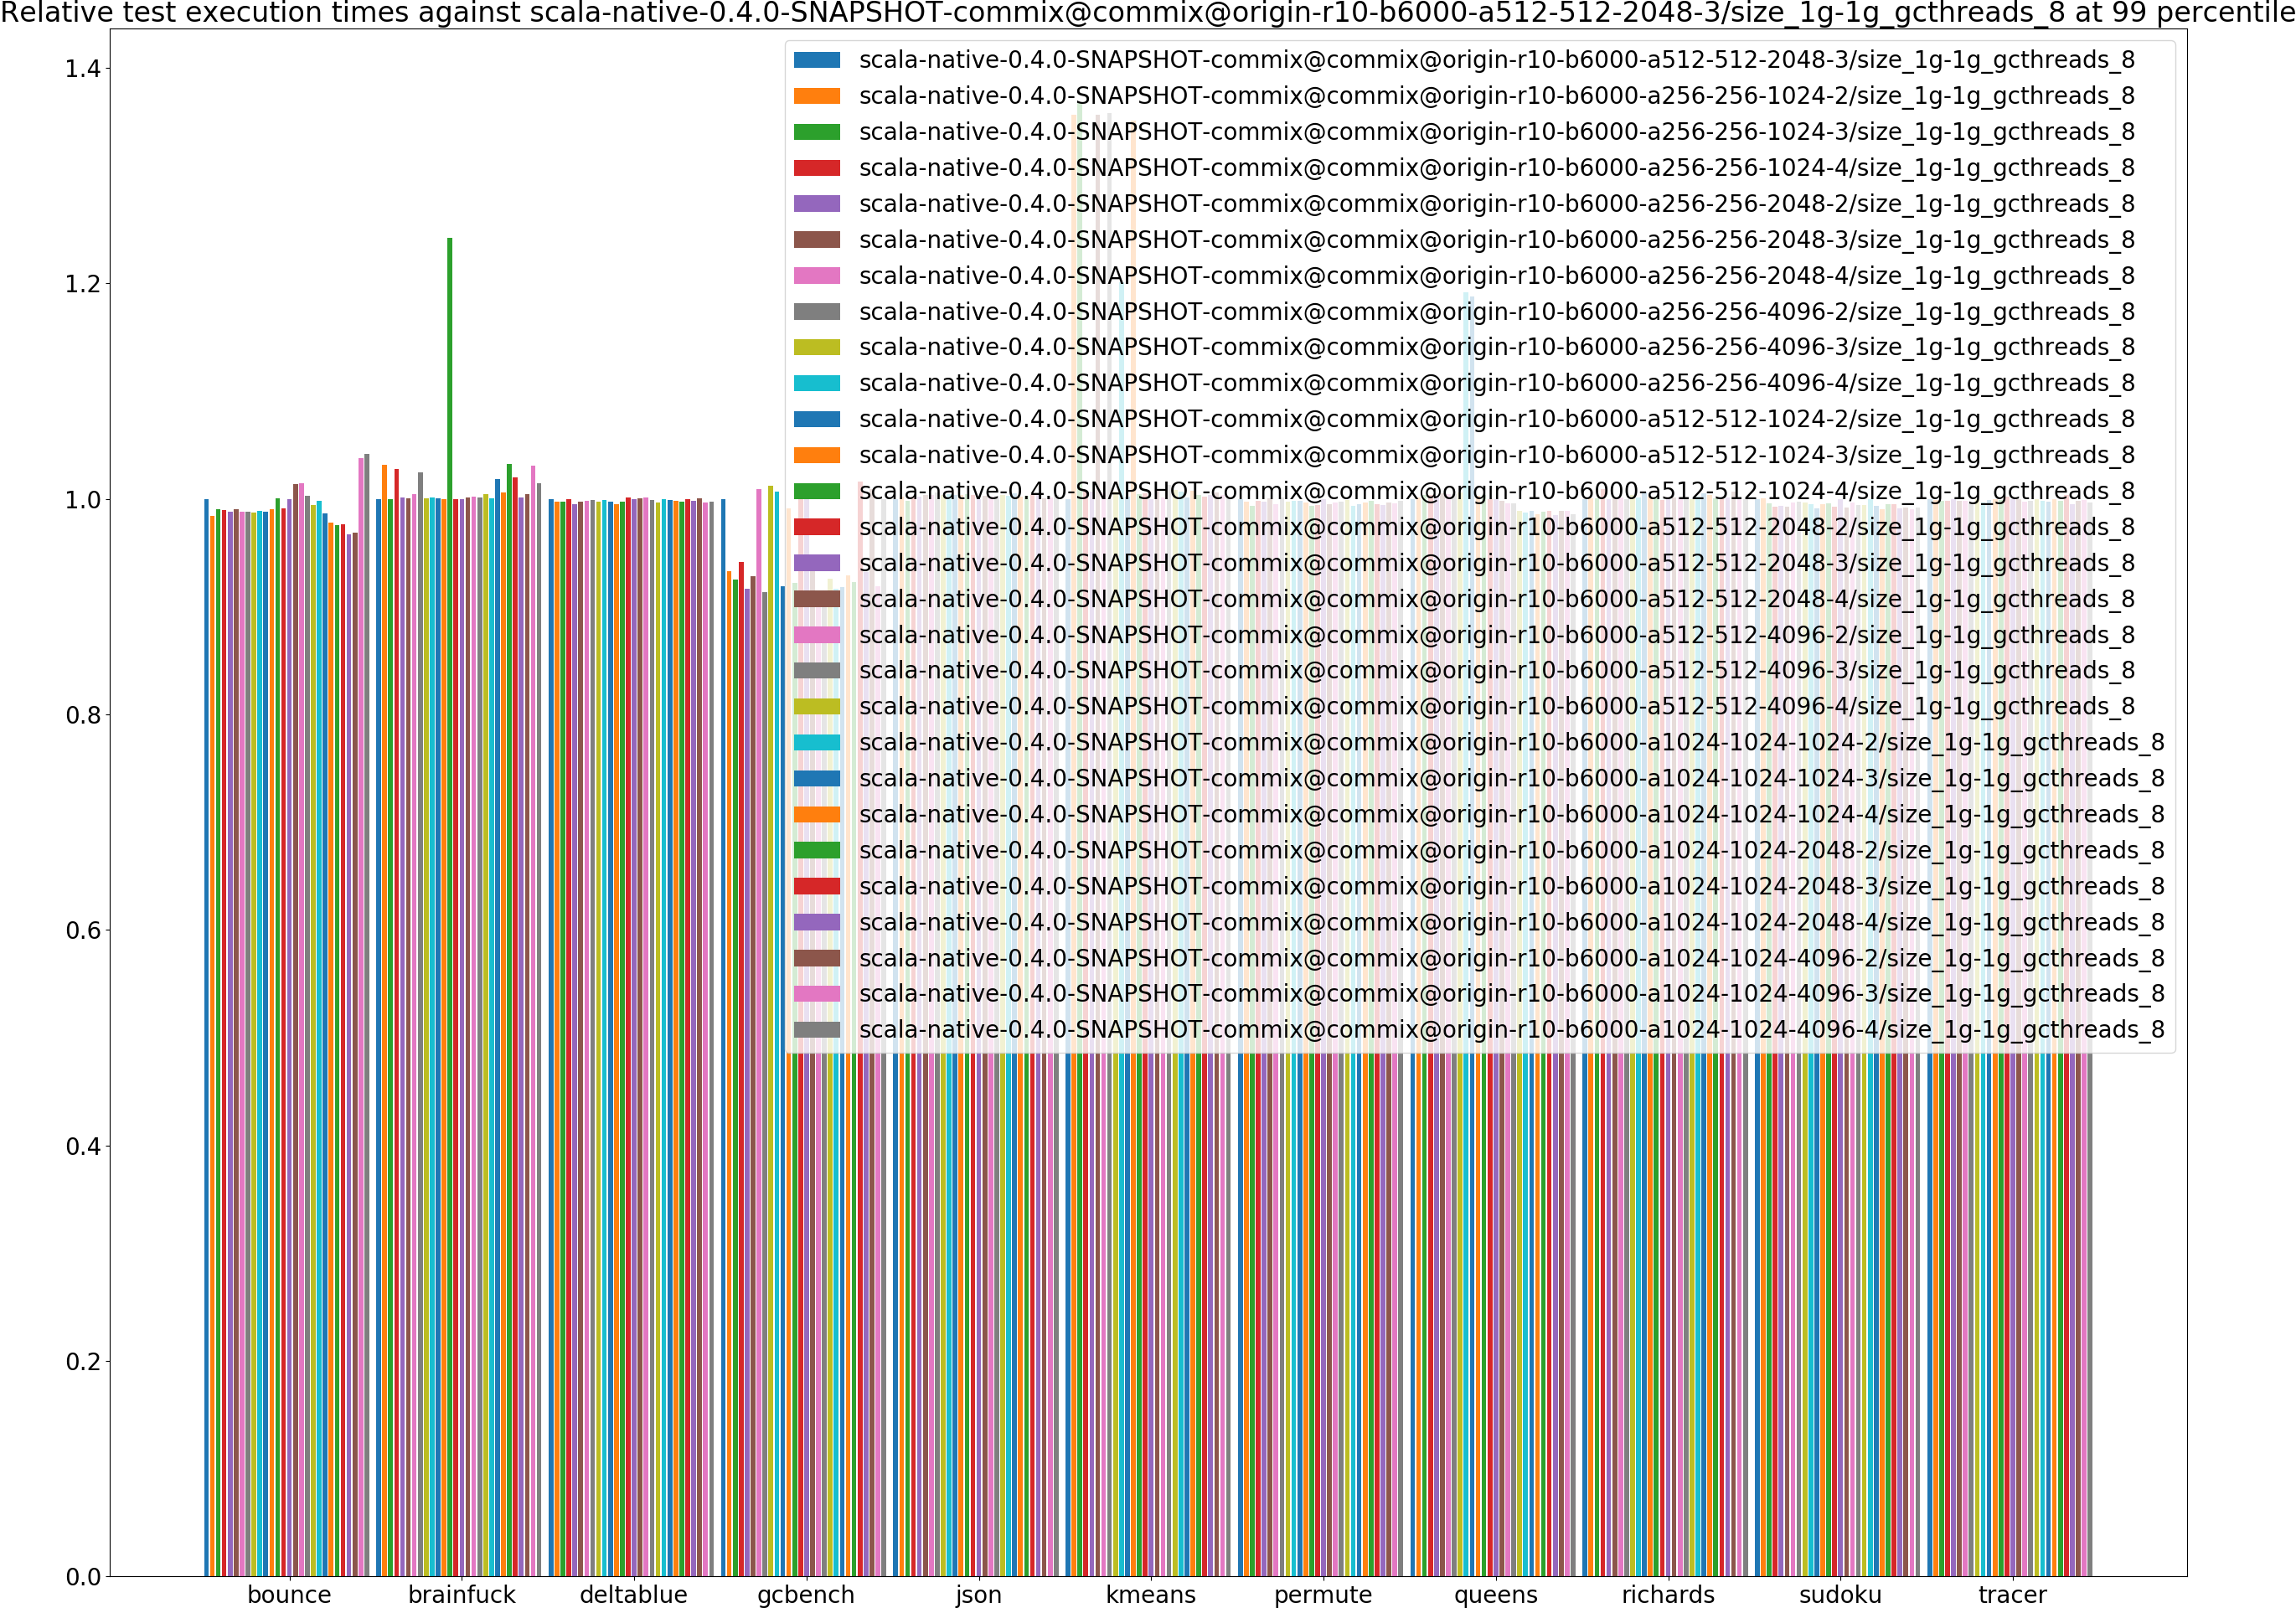 Relative test execution times against scala-native-0.4.0-SNAPSHOT-commix@commix@origin-r10-b6000-a512-512-2048-3/size_1g-1g_gcthreads_8 at 99 percentile
1.4
1.2
1.0
0.8
0.6
0.4
0.2
0.0
scala-native-0.4.0-SNAPSHOT-commix@commix@origin-r10-b6000-a512-512-2048-3/size_1g-1g_gcthreads_8
scala-native-0.4.0-SNAPSHOT-commix@commix@origin-r10-b6000-a256-256-1024-2/size_1g-1g_gcthreads_8
scala-native-0.4.0-SNAPSHOT-commix@commix@origin-r10-b6000-a256-256-1024-3/size_1g-1g_gcthreads_8
scala-native-0.4.0-SNAPSHOT-commix@commix@origin-r10-b6000-a256-256-1024-4/size_1g-1g_gcthreads_8
scala-native-0.4.0-SNAPSHOT-commix@commix@origin-r10-b6000-a256-256-2048-2/size_1g-1g_gcthreads_8
scala-native-0.4.0-SNAPSHOT-commix@commix@origin-r10-b6000-a256-256-2048-3/size_1g-1g_gcthreads_8
scala-native-0.4.0-SNAPSHOT-commix@commix@origin-r10-b6000-a256-256-2048-4/size_1g-1g_gcthreads_8
scala-native-0.4.0-SNAPSHOT-commix@commix@origin-r10-b6000-a256-256-4096-2/size_1g-1g_gcthreads_8
scala-native-0.4.0-SNAPSHOT-commix@commix@origin-r10-b6000-a256-256-4096-3/size_1g-1g_gcthreads_8
scala-native-0.4.0-SNAPSHOT-commix@commix@origin-r10-b6000-a256-256-4096-4/size_1g-1g_gcthreads_8
scala-native-0.4.0-SNAPSHOT-commix@commix@origin-r10-b6000-a512-512-1024-2/size_1g-1g_gcthreads_8
scala-native-0.4.0-SNAPSHOT-commix@commix@origin-r10-b6000-a512-512-1024-3/size_1g-1g_gcthreads_8
scala-native-0.4.0-SNAPSHOT-commix@commix@origin-r10-b6000-a512-512-1024-4/size_1g-1g_gcthreads_8
scala-native-0.4.0-SNAPSHOT-commix@commix@origin-r10-b6000-a512-512-2048-2/size_1g-1g_gcthreads_8
scala-native-0.4.0-SNAPSHOT-commix@commix@origin-r10-b6000-a512-512-2048-3/size_1g-1g_gcthreads_8
scala-native-0.4.0-SNAPSHOT-commix@commix@origin-r10-b6000-a512-512-2048-4/size_1g-1g_gcthreads_8
scala-native-0.4.0-SNAPSHOT-commix@commix@origin-r10-b6000-a512-512-4096-2/size_1g-1g_gcthreads_8
scala-native-0.4.0-SNAPSHOT-commix@commix@origin-r10-b6000-a512-512-4096-3/size_1g-1g_gcthreads_8
scala-native-0.4.0-SNAPSHOT-commix@commix@origin-r10-b6000-a512-512-4096-4/size_1g-1g_gcthreads_8
scala-native-0.4.0-SNAPSHOT-commix@commix@origin-r10-b6000-a1024-1024-1024-2/size_1g-1g_gcthreads_8
scala-native-0.4.0-SNAPSHOT-commix@commix@origin-r10-b6000-a1024-1024-1024-3/size_1g-1g_gcthreads_8
scala-native-0.4.0-SNAPSHOT-commix@commix@origin-r10-b6000-a1024-1024-1024-4/size_1g-1g_gcthreads_8
scala-native-0.4.0-SNAPSHOT-commix@commix@origin-r10-b6000-a1024-1024-2048-2/size_1g-1g_gcthreads_8
scala-native-0.4.0-SNAPSHOT-commix@commix@origin-r10-b6000-a1024-1024-2048-3/size_1g-1g_gcthreads_8
scala-native-0.4.0-SNAPSHOT-commix@commix@origin-r10-b6000-a1024-1024-2048-4/size_1g-1g_gcthreads_8
scala-native-0.4.0-SNAPSHOT-commix@commix@origin-r10-b6000-a1024-1024-4096-2/size_1g-1g_gcthreads_8
scala-native-0.4.0-SNAPSHOT-commix@commix@origin-r10-b6000-a1024-1024-4096-3/size_1g-1g_gcthreads_8
scala-native-0.4.0-SNAPSHOT-commix@commix@origin-r10-b6000-a1024-1024-4096-4/size_1g-1g_gcthreads_8
bounce brainfuck deltablue gcbench json kmeans permute queens richards sudoku tracer